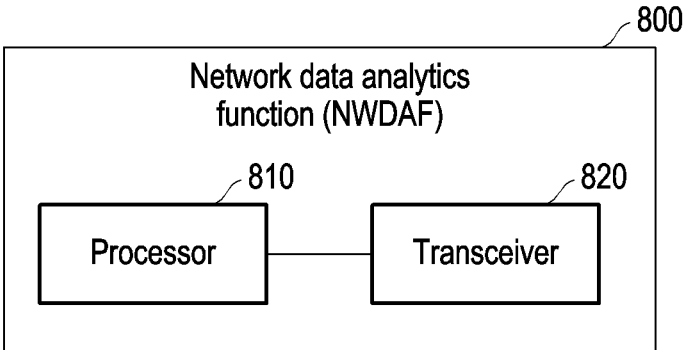 800
Network data analytics
function (NWDAF)
810
820
Processor
Transceiver